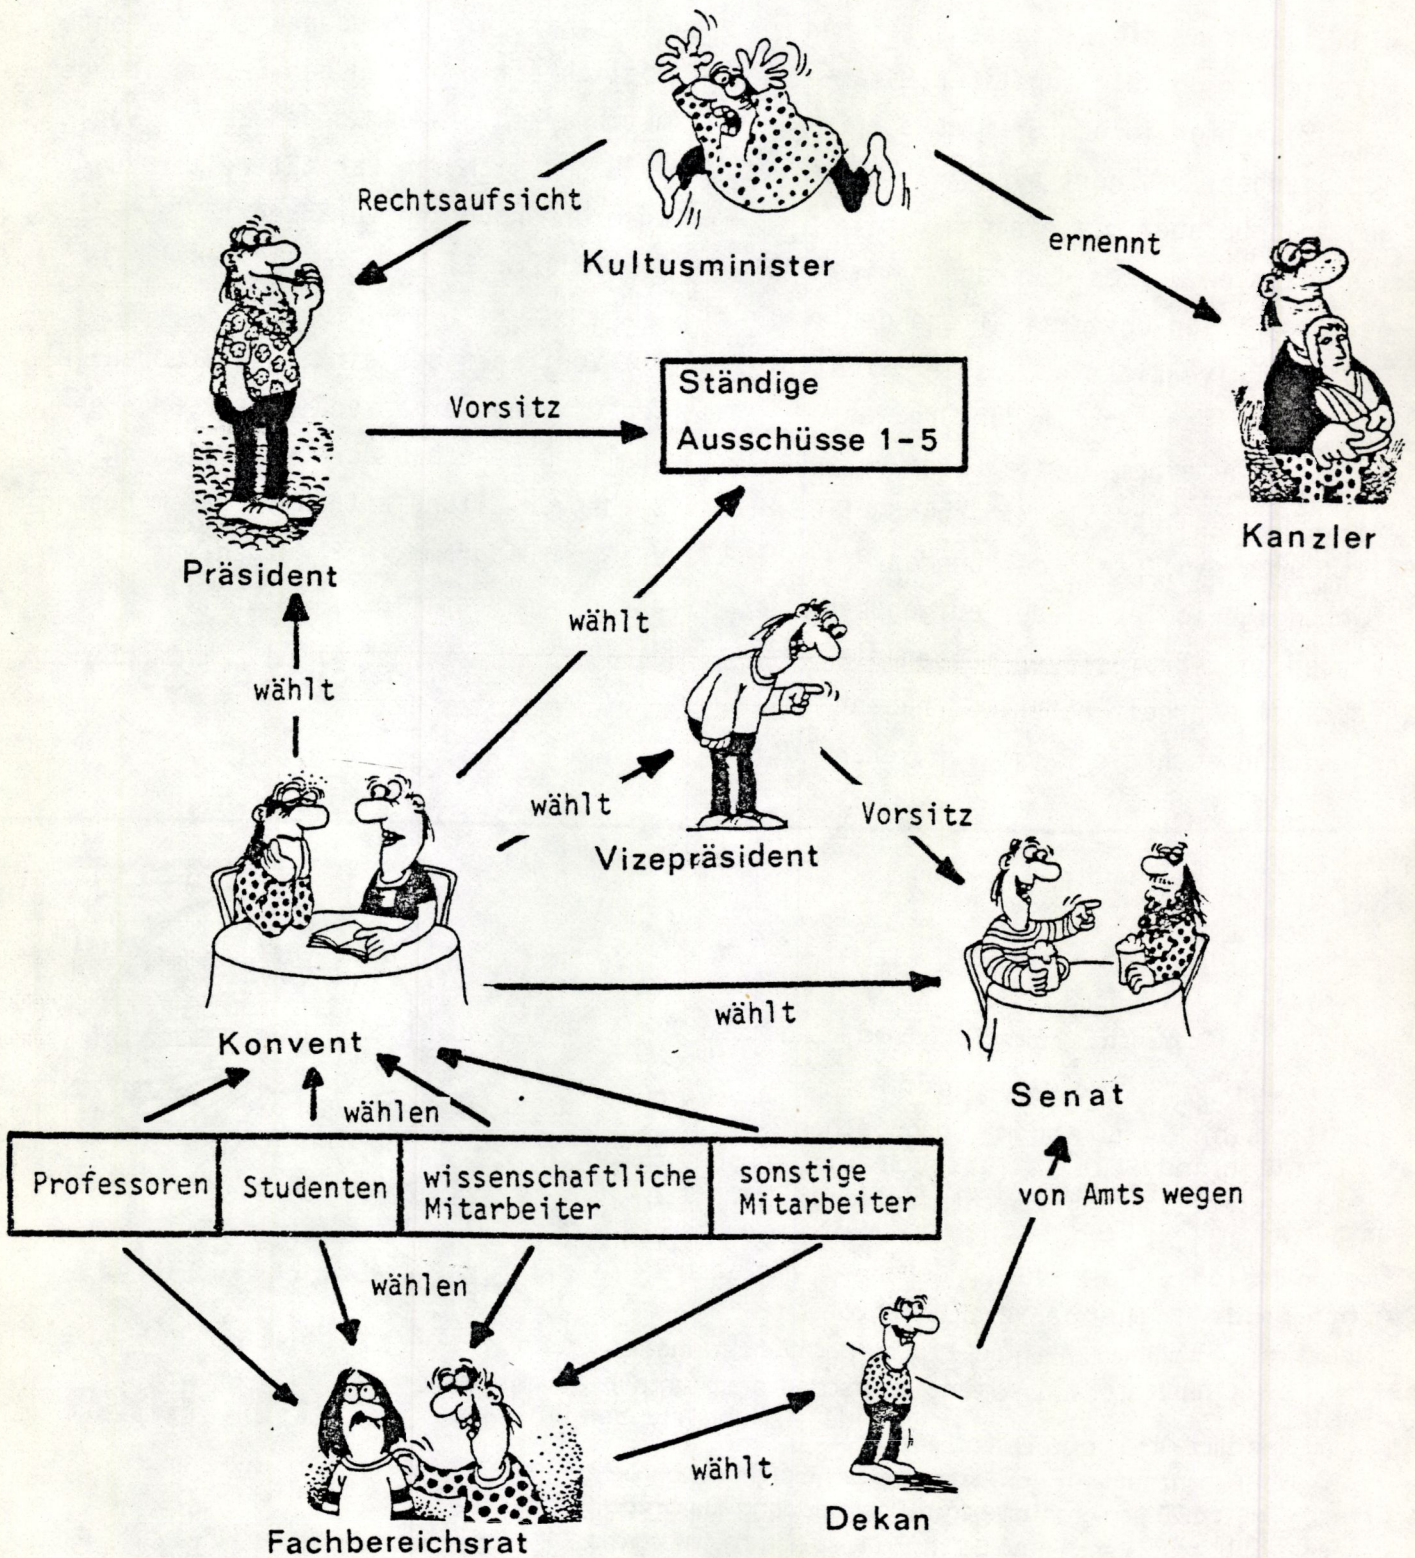 Rechtsaufsicht
Kultusminister
ernennt
Ständige
Ausschüsse 1-5
Vorsitz
Kanzler
Präsident
wählt
wählt
wählt
Vorsitz
Vizepräsident
wählt
Konvent
Senat
wählen
Professoren
Studenten
wissenschaftliche
Mitarbeiter
sonstige
Mitarbeiter
von Amts wegen
wählen
wählt
Dekan
Fachbereichsrat